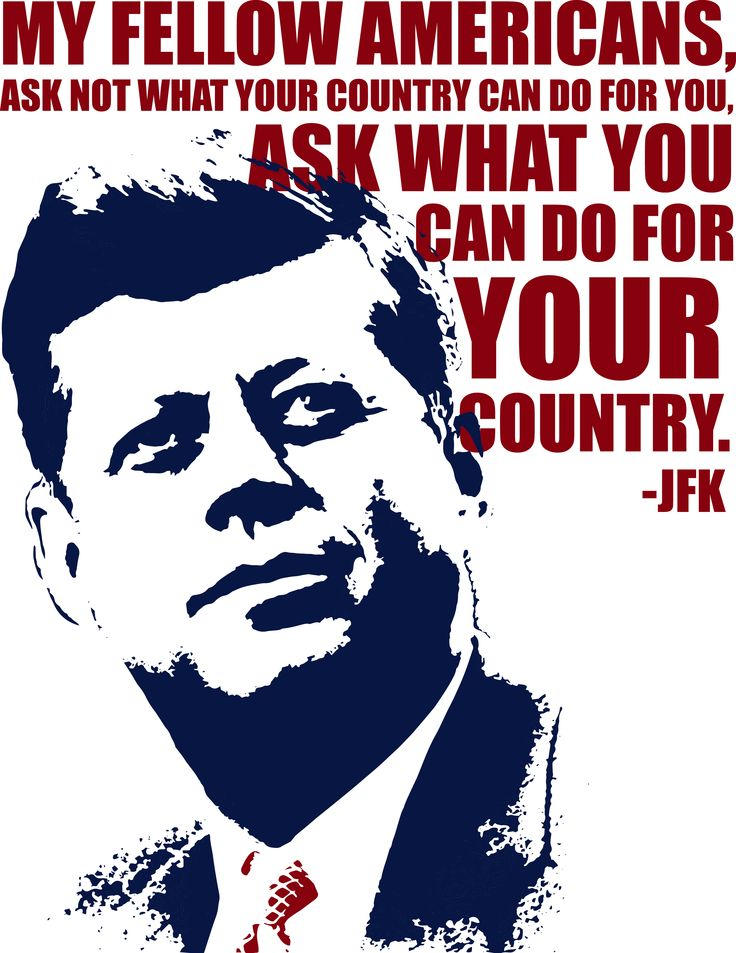 MY FELLOW AMERICANS,
ASK NOT WHAT YOUR COUNTRY CAN DO FOR YOU,
ASK WHAT YOU
CAN DO FOR
YOUR
COUNTRY.
-JFK